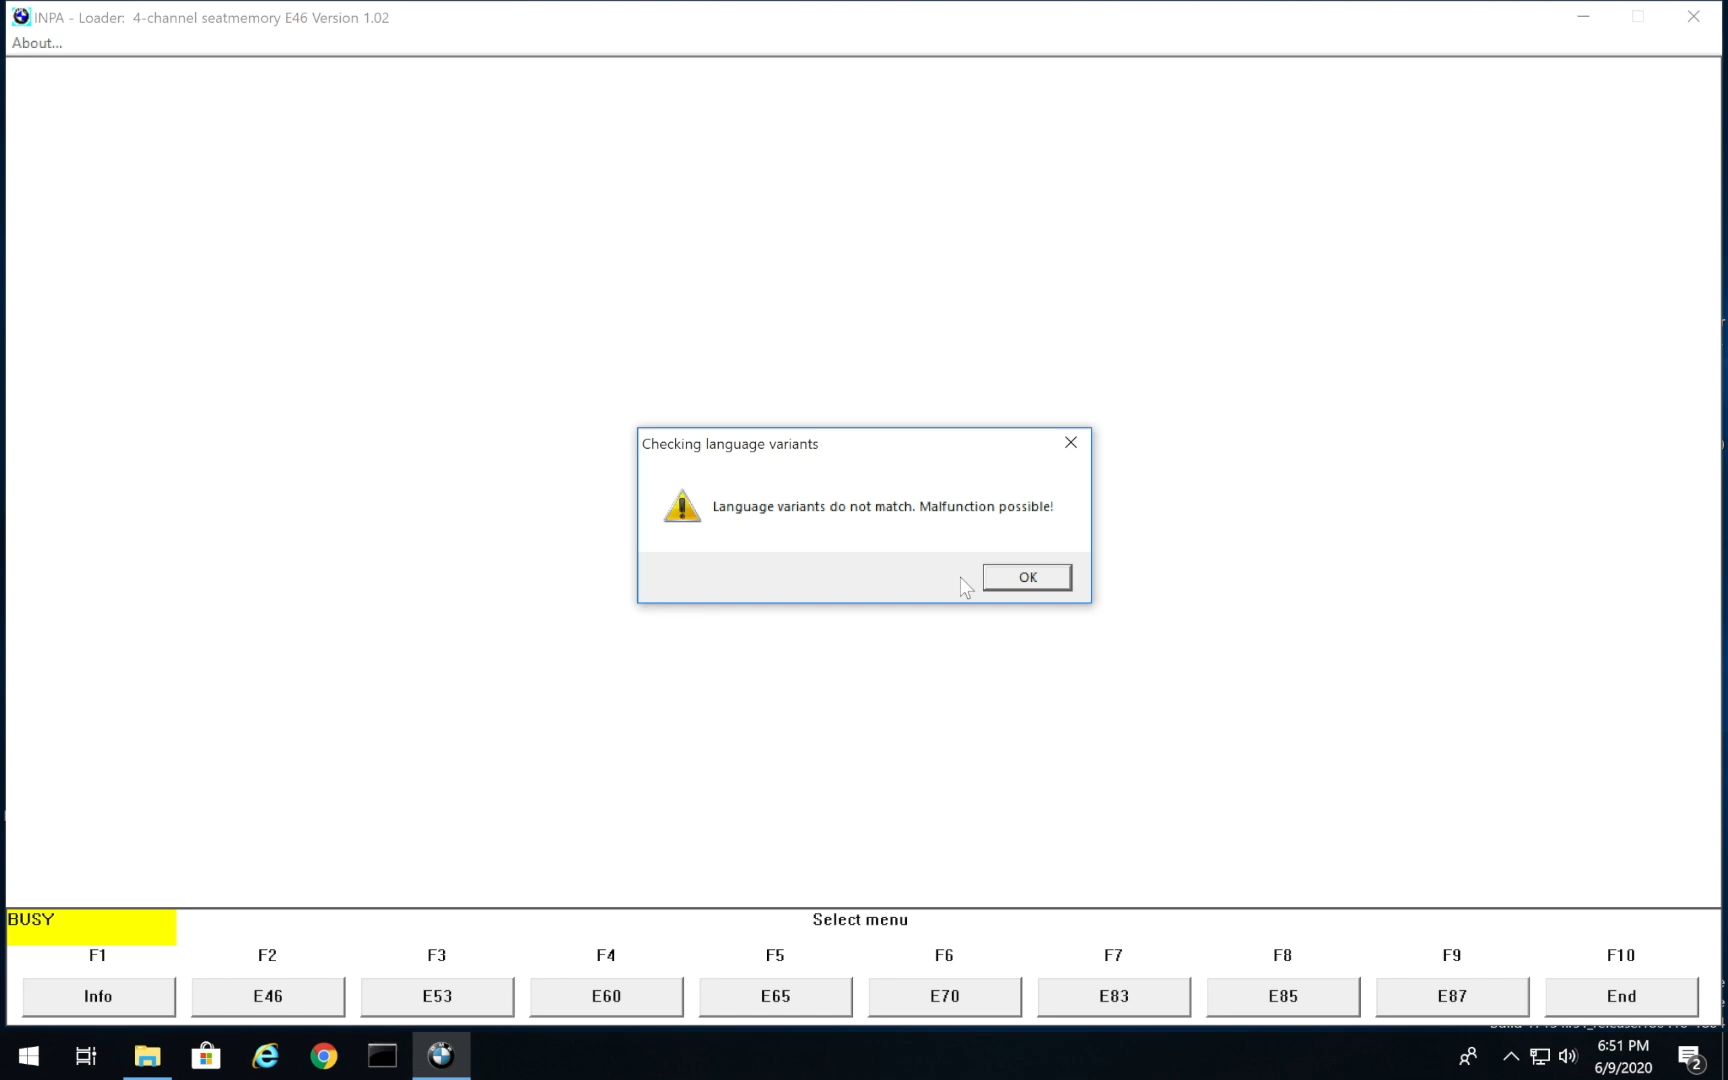 INPA - Loader: 4-channel seatmemory E46 Version 1.02
About...
Checking language variants
Language variants do not match. Malfunction possible!
OK
BUSY
Select menu
F1 F2 F3 F4 F5 F6 F7 F8 F9 F10
Info E46 E53 E60 E65 E70 E83 E85 E87 End
6:51 PM
6/9/2020
2